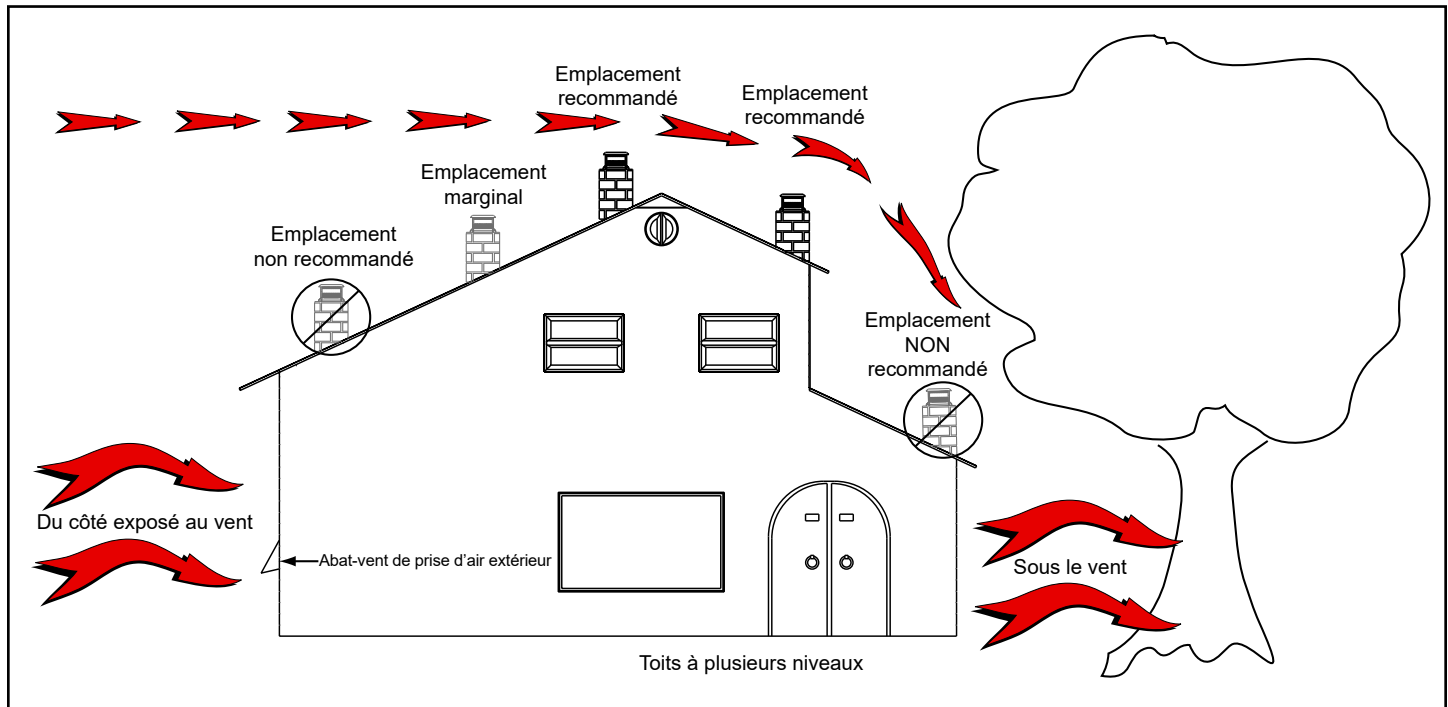 Emplacement
recommandé
Emplacement
recommandé
Emplacement
marginal
Emplacement
non recommandé
Emplacement
NON
recommandé
Du côté exposé au vent
Abat-vent de prise d’air extérieur
Sous le vent
Toits à plusieurs niveaux